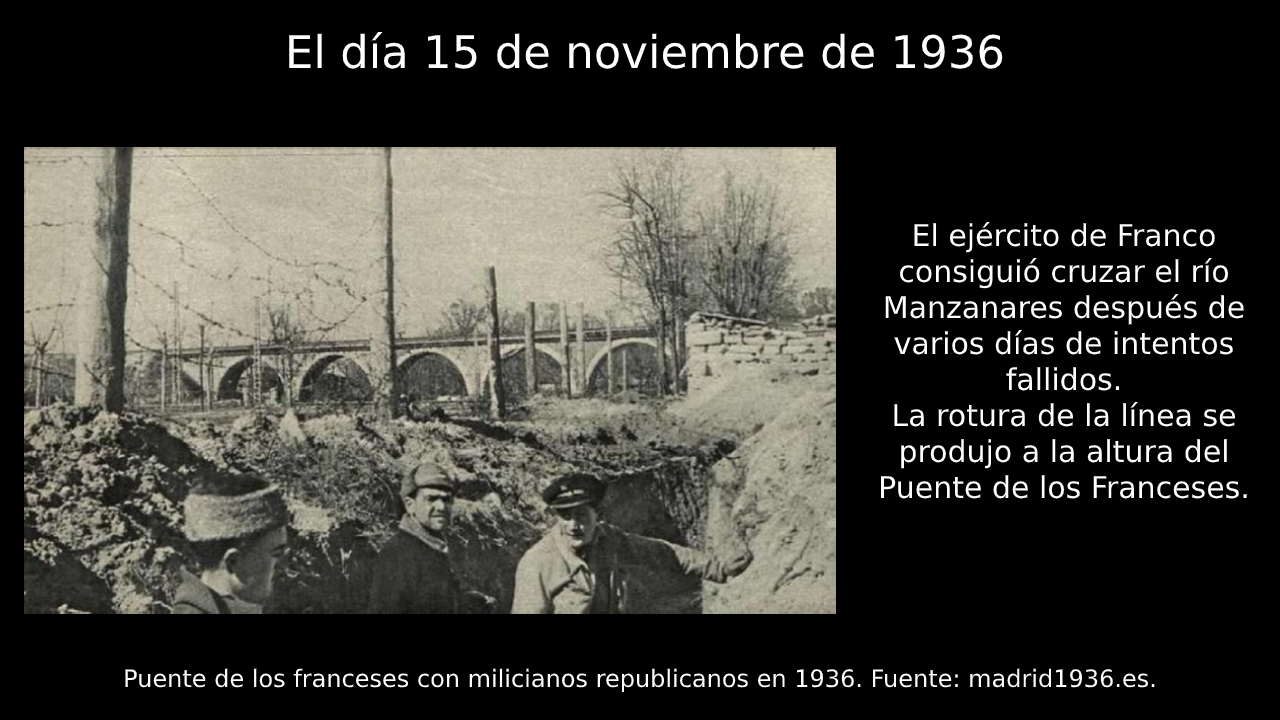 El día 15 de noviembre de 1936
El ejército de Franco
consiguió cruzar el río
Manzanares después de
varios días de intentos
fallidos.
La rotura de la línea se
produjo a la altura del
Puente de los Franceses.
Puente de los franceses con milicianos republicanos en 1936. Fuente: madrid1936.es.